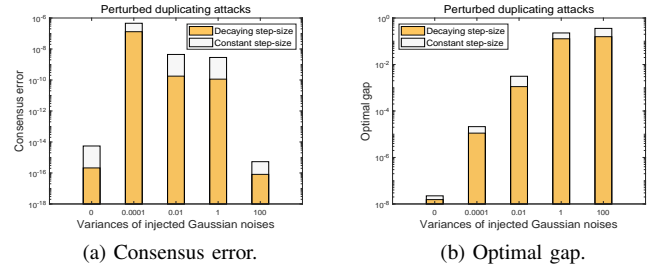 Perturbed duplicating attacks
10^-6
10^-8
10^-10
10^-12
10^-14
10^-16
10^-18
Consensus error
Decaying step-size
Constant step-size
0 0.0001 0.01 1 100
Variances of injected Gaussian noises
(a) Consensus error.
Perturbed duplicating attacks
10^0
10^-2
10^-4
10^-6
10^-8
Optimal gap
Decaying step-size
Constant step-size
0 0.0001 0.01 1 100
Variances of injected Gaussian noises
(b) Optimal gap.